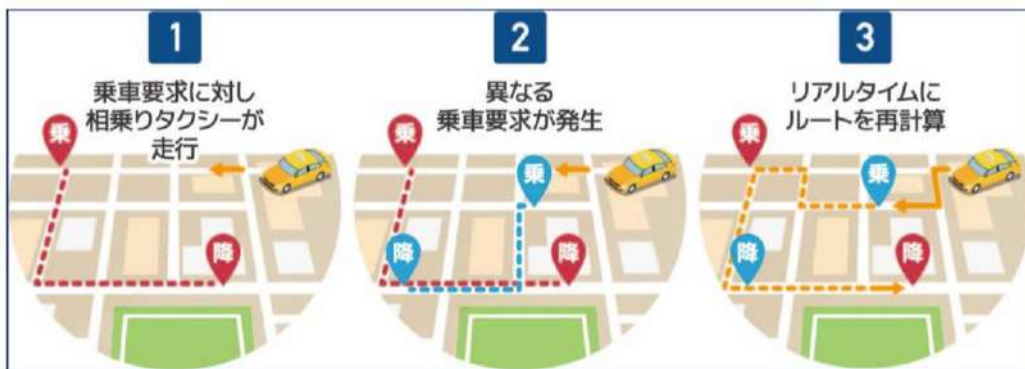 1
乗車要求に対し
相乗りタクシーが
走行
乗
降
2
異なる
乗車要求が発生
乗
乗
降
降
3
リアルタイムに
ルートを再計算
乗
乗
降
降